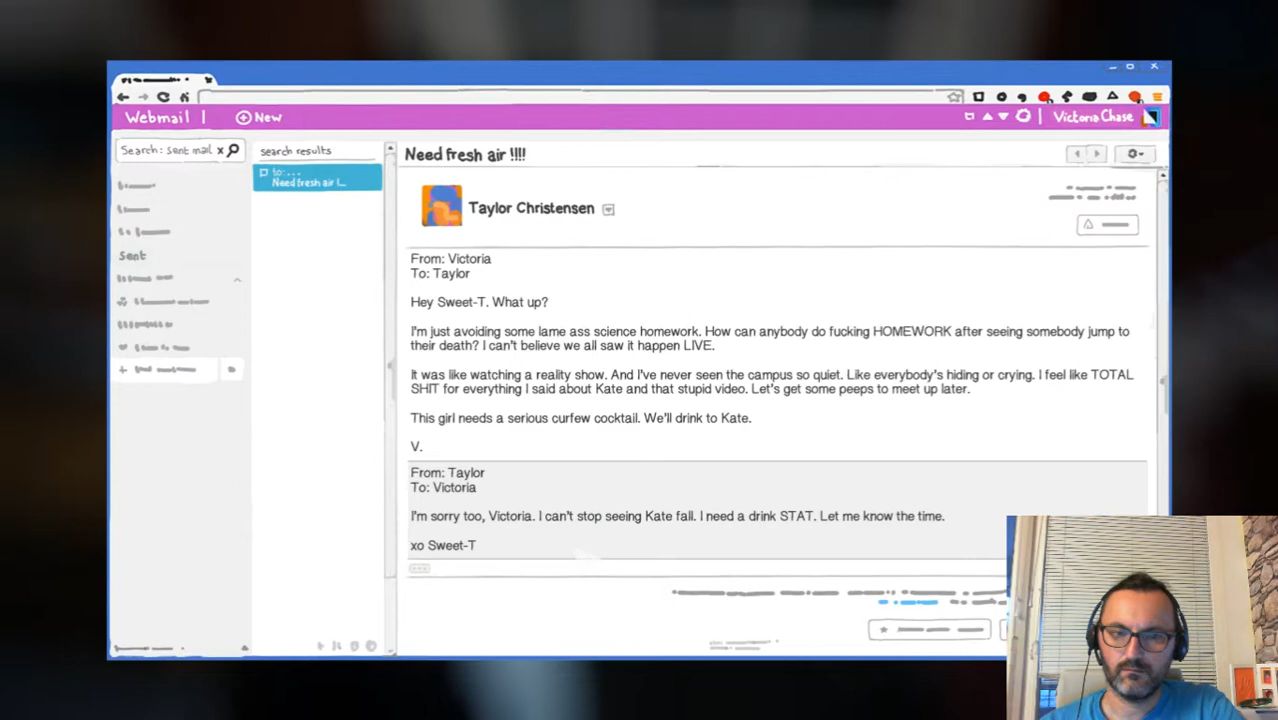 Webmail
New
Victoria Chase
Search: sent mail x
search results
Need fresh air !!!!
to:...
Need fresh air !...
Taylor Christensen
Sent
From: Victoria
To: Taylor
Hey Sweet-T. What up?
I'm just avoiding some lame ass science homework. How can anybody do fucking HOMEWORK after seeing somebody jump to
their death? I can't believe we all saw it happen LIVE.
It was like watching a reality show. And I've never seen the campus so quiet. Like everybody's hiding or crying. I feel like TOTAL
SHIT for everything I said about Kate and that stupid video. Let's get some peeps to meet up later.
This girl needs a serious curfew cocktail. We'll drink to Kate.
V.
From: Taylor
To: Victoria
I'm sorry too, Victoria. I can't stop seeing Kate fall. I need a drink STAT. Let me know the time.
xo Sweet-T